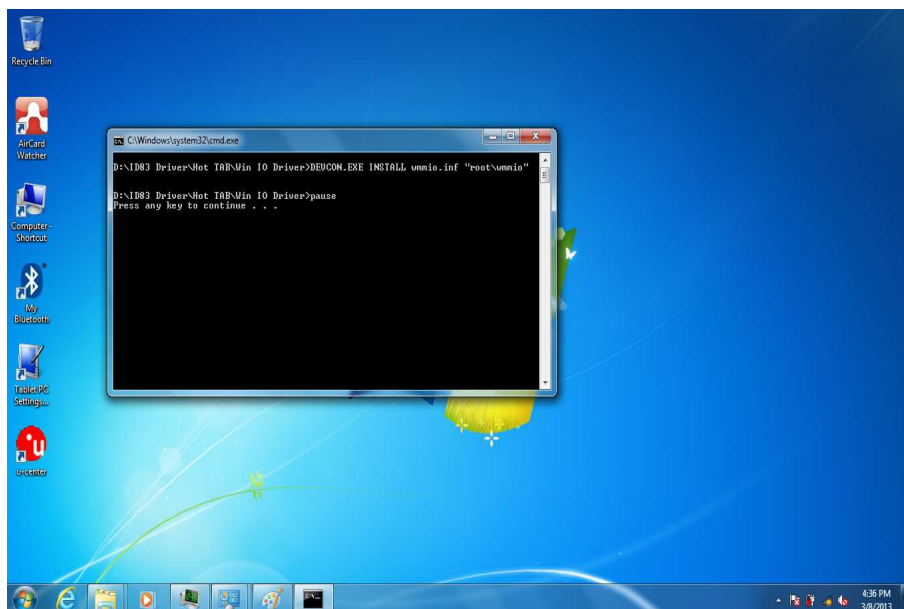 Recycle Bin
AirCard
Watcher
Computer -
Shortcut
My
Bluetooth
Tablet PC
Settings...
u-center
C:\Windows\system32\cmd.exe
D:\ID83 Driver\Hot TAB\Win IO Driver>DEVCON.EXE INSTALL wmmio.inf "root\wmmio"
D:\ID83 Driver\Hot TAB\Win IO Driver>pause
Press any key to continue . . .
4:36 PM
3/8/2013